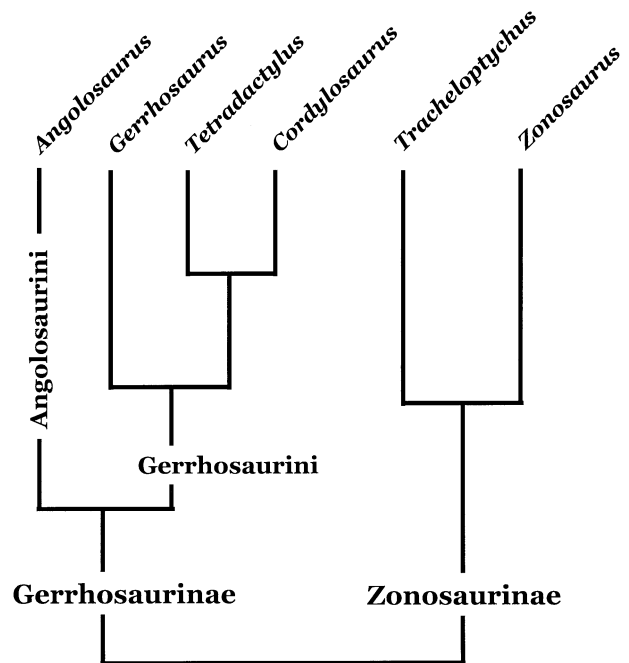 Angolosaurus
Gerrhosaurus
Tetradactylus
Cordylosaurus
Tracheloptychus
Zonosaurus
Angolosaurini
Gerrhosaurini
Gerrhosaurinae
Zonosaurinae